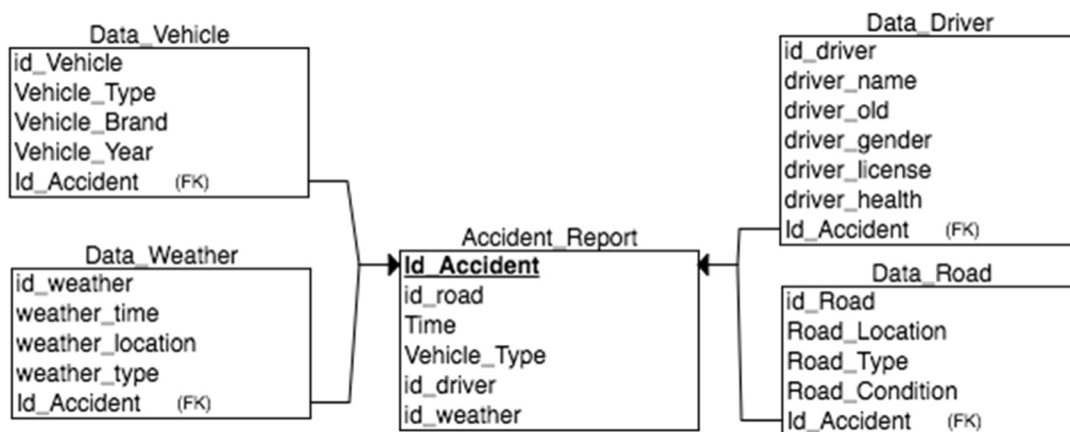 Data_Vehicle
id_Vehicle
Vehicle_Type
Vehicle_Brand
Vehicle_Year
Id_Accident (FK)
Data_Weather
id_weather
weather_time
weather_location
weather_type
Id_Accident (FK)
Accident_Report
Id_Accident
id_road
Time
Vehicle_Type
id_driver
id_weather
Data_Driver
id_driver
driver_name
driver_old
driver_gender
driver_license
driver_health
Id_Accident (FK)
Data_Road
id_Road
Road_Location
Road_Type
Road_Condition
Id_Accident (FK)